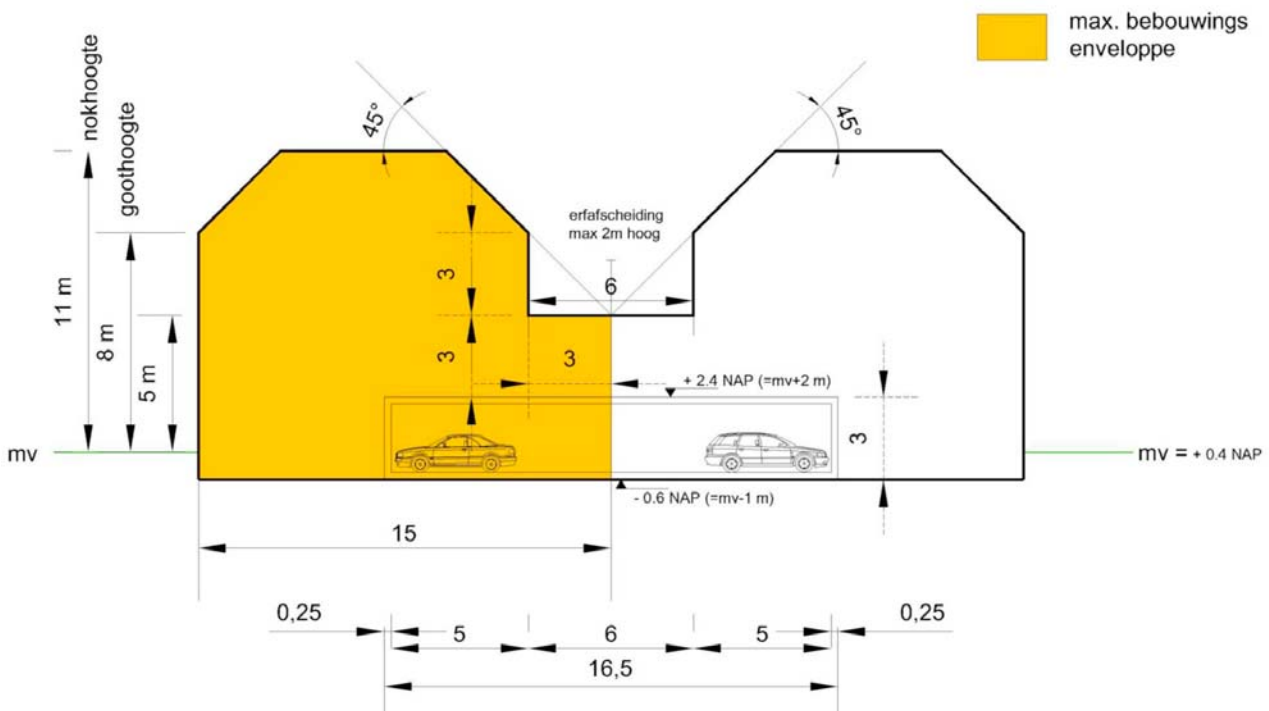 max. bebouwings
enveloppe
nokhoogte
goothoogte
45°
45°
erfafscheiding
max 2m hoog
6
3
11 m
8 m
5 m
3
3
+ 2.4 NAP (=mv+2 m)
3
mv
mv = + 0.4 NAP
- 0.6 NAP (=mv-1 m)
15
0,25
0,25
5
6
5
16,5